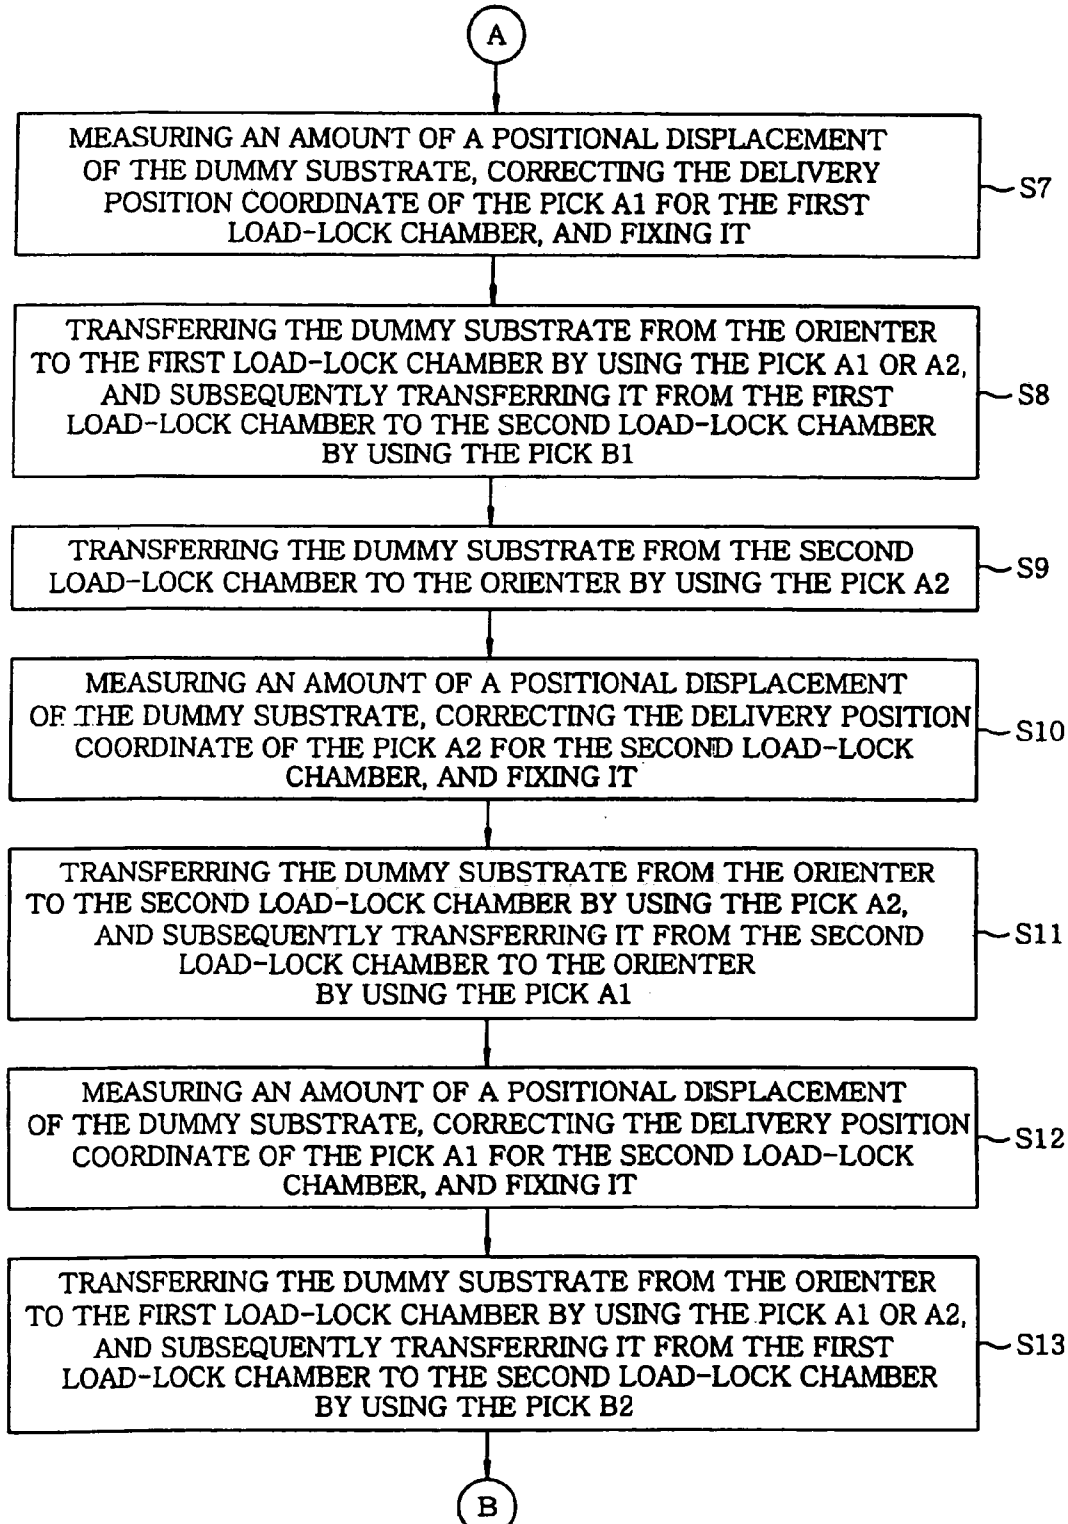 A
MEASURING AN AMOUNT OF A POSITIONAL DISPLACEMENT
OF THE DUMMY SUBSTRATE, CORRECTING THE DELIVERY
POSITION COORDINATE OF THE PICK A1 FOR THE FIRST
LOAD-LOCK CHAMBER, AND FIXING IT
S7
TRANSFERRING THE DUMMY SUBSTRATE FROM THE ORIENTER
TO THE FIRST LOAD-LOCK CHAMBER BY USING THE PICK A1 OR A2,
AND SUBSEQUENTLY TRANSFERRING IT FROM THE FIRST
LOAD-LOCK CHAMBER TO THE SECOND LOAD-LOCK CHAMBER
BY USING THE PICK B1
S8
TRANSFERRING THE DUMMY SUBSTRATE FROM THE SECOND
LOAD-LOCK CHAMBER TO THE ORIENTER BY USING THE PICK A2
S9
MEASURING AN AMOUNT OF A POSITIONAL DISPLACEMENT
OF THE DUMMY SUBSTRATE, CORRECTING THE DELIVERY POSITION
COORDINATE OF THE PICK A2 FOR THE SECOND LOAD-LOCK
CHAMBER, AND FIXING IT
S10
TRANSFERRING THE DUMMY SUBSTRATE FROM THE ORIENTER
TO THE SECOND LOAD-LOCK CHAMBER BY USING THE PICK A2,
AND SUBSEQUENTLY TRANSFERRING IT FROM THE SECOND
LOAD-LOCK CHAMBER TO THE ORIENTER
BY USING THE PICK A1
S11
MEASURING AN AMOUNT OF A POSITIONAL DISPLACEMENT
OF THE DUMMY SUBSTRATE, CORRECTING THE DELIVERY POSITION
COORDINATE OF THE PICK A1 FOR THE SECOND LOAD-LOCK
CHAMBER, AND FIXING IT
S12
TRANSFERRING THE DUMMY SUBSTRATE FROM THE ORIENTER
TO THE FIRST LOAD-LOCK CHAMBER BY USING THE PICK A1 OR A2,
AND SUBSEQUENTLY TRANSFERRING IT FROM THE FIRST
LOAD-LOCK CHAMBER TO THE SECOND LOAD-LOCK CHAMBER
BY USING THE PICK B2
S13
B